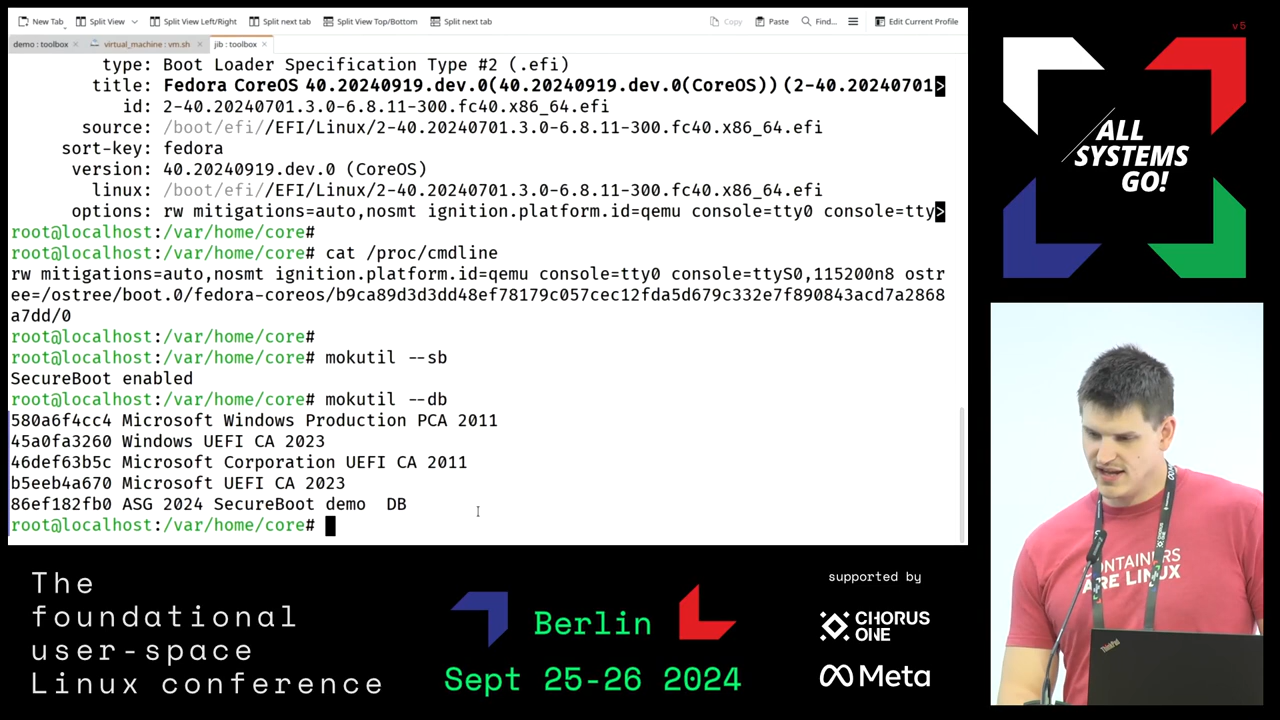 New Tab Split View Split View Left/Right Split next tab Split View Top/Bottom Split next tab Copy Paste Find... Edit Current Profile
demo : toolbox virtual_machine : vm.sh jib : toolbox
type: Boot Loader Specification Type #2 (.efi)
title: Fedora CoreOS 40.20240919.dev.0(40.20240919.dev.0(CoreOS))(2-40.20240701>
id: 2-40.20240701.3.0-6.8.11-300.fc40.x86_64.efi
source: /boot/efi//EFI/Linux/2-40.20240701.3.0-6.8.11-300.fc40.x86_64.efi
sort-key: fedora
version: 40.20240919.dev.0 (CoreOS)
linux: /boot/efi//EFI/Linux/2-40.20240701.3.0-6.8.11-300.fc40.x86_64.efi
options: rw mitigations=auto,nosmt ignition.platform.id=qemu console=tty0 console=tty>
root@localhost:/var/home/core#
root@localhost:/var/home/core# cat /proc/cmdline
rw mitigations=auto,nosmt ignition.platform.id=qemu console=tty0 console=ttyS0,115200n8 ostr
ee=/ostree/boot.0/fedora-coreos/b9ca89d3d3dd48ef78179c057cec12fda5d679c332e7f890843acd7a2868
a7dd/0
root@localhost:/var/home/core#
root@localhost:/var/home/core# mokutil --sb
SecureBoot enabled
root@localhost:/var/home/core# mokutil --db
580a6f4cc4 Microsoft Windows Production PCA 2011
45a0fa3260 Windows UEFI CA 2023
46def63b5c Microsoft Corporation UEFI CA 2011
b5eeb4a670 Microsoft UEFI CA 2023
86ef182fb0 ASG 2024 SecureBoot demo  DB
root@localhost:/var/home/core#
v5
ALL
SYSTEMS
GO!
CONTAINERS
ARE LINUX
ThinkPad
The
foundational
user-space
Linux conference
Berlin
Sept 25-26 2024
supported by
CHORUS
ONE
Meta